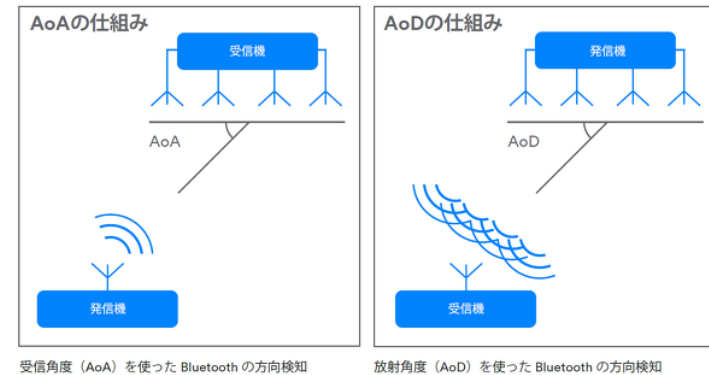 AoAの仕組み
受信機
AoA
発信機
受信角度（AoA）を使った Bluetooth の方向検知
AoDの仕組み
発信機
AoD
受信機
放射角度（AoD）を使った Bluetooth の方向検知